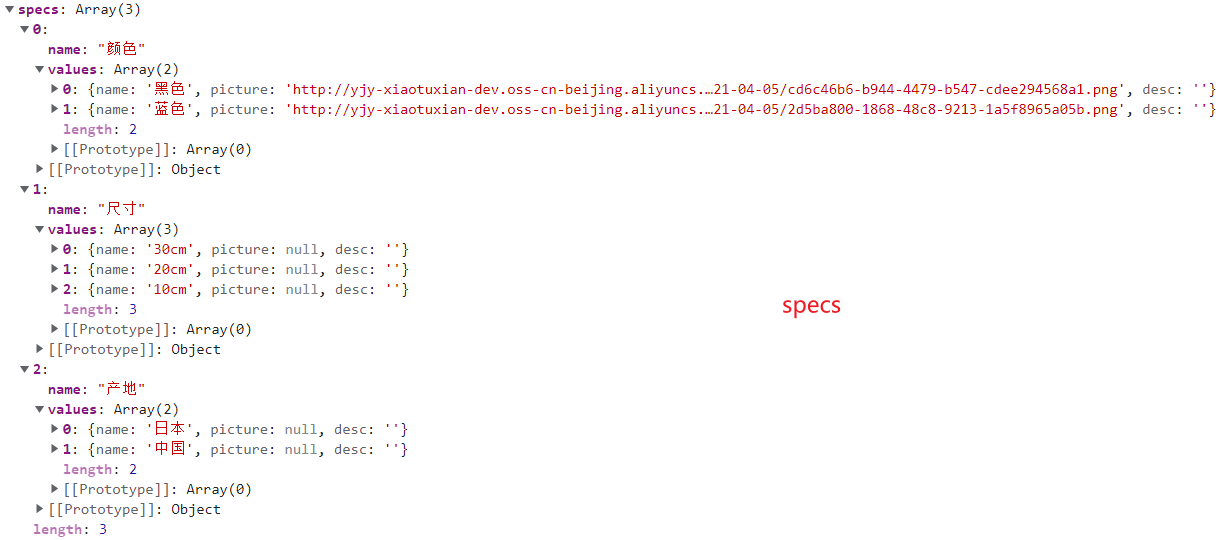 ▼specs: Array(3)
▼0:
name: "颜色"
▼values: Array(2)
▶0: {name: '黑色', picture: 'http://yjy-xiaotuxian-dev.oss-cn-beijing.aliyuncs.…21-04-05/cd6c46b6-b944-4479-b547-cdee294568a1.png', desc: ''}
▶1: {name: '蓝色', picture: 'http://yjy-xiaotuxian-dev.oss-cn-beijing.aliyuncs.…21-04-05/2d5ba800-1868-48c8-9213-1a5f8965a05b.png', desc: ''}
length: 2
▶[[Prototype]]: Array(0)
▶[[Prototype]]: Object
▼1:
name: "尺寸"
▼values: Array(3)
▶0: {name: '30cm', picture: null, desc: ''}
▶1: {name: '20cm', picture: null, desc: ''}
▶2: {name: '10cm', picture: null, desc: ''}
length: 3
specs
▶[[Prototype]]: Array(0)
▶[[Prototype]]: Object
▼2:
name: "产地"
▼values: Array(2)
▶0: {name: '日本', picture: null, desc: ''}
▶1: {name: '中国', picture: null, desc: ''}
length: 2
▶[[Prototype]]: Array(0)
▶[[Prototype]]: Object
length: 3